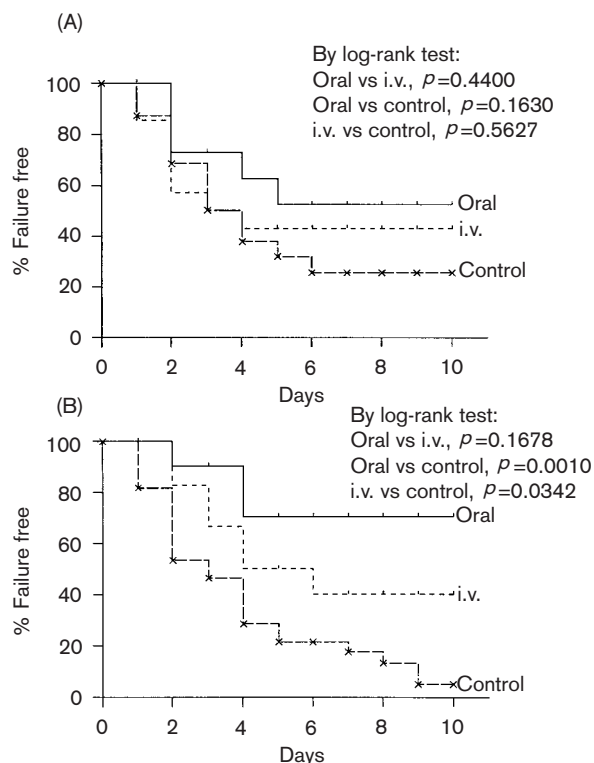 (A)
By log-rank test:
Oral vs i.v., p=0.4400
Oral vs control, p=0.1630
i.v. vs control, p=0.5627
100
80
60
40
20
0
% Failure free
Oral
i.v.
Control
0 2 4 6 8 10
Days
(B)
By log-rank test:
Oral vs i.v., p=0.1678
Oral vs control, p=0.0010
i.v. vs control, p=0.0342
100
80
60
40
20
0
% Failure free
Oral
i.v.
Control
0 2 4 6 8 10
Days